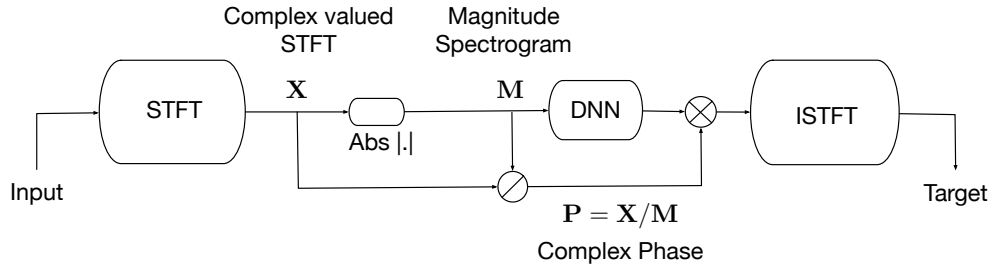 Complex valued
STFT
Magnitude
Spectrogram
X
M
STFT
DNN
ISTFT
Abs |.|
Input
Target
P = X/M
Complex Phase